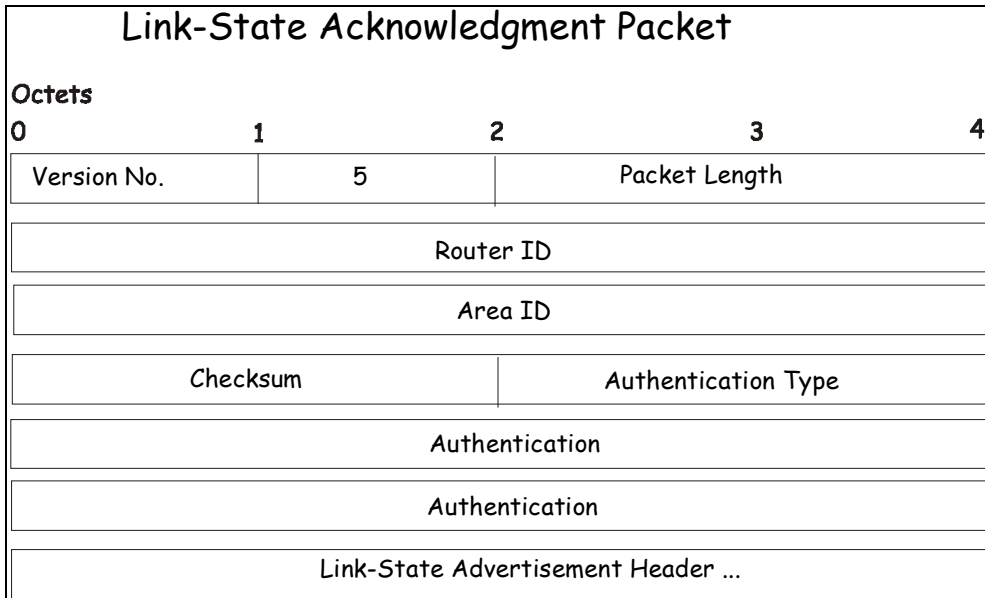 Link-State Acknowledgment Packet
Octets
0 1 2 3 4
Version No. 5 Packet Length
Router ID
Area ID
Checksum Authentication Type
Authentication
Authentication
Link-State Advertisement Header ...